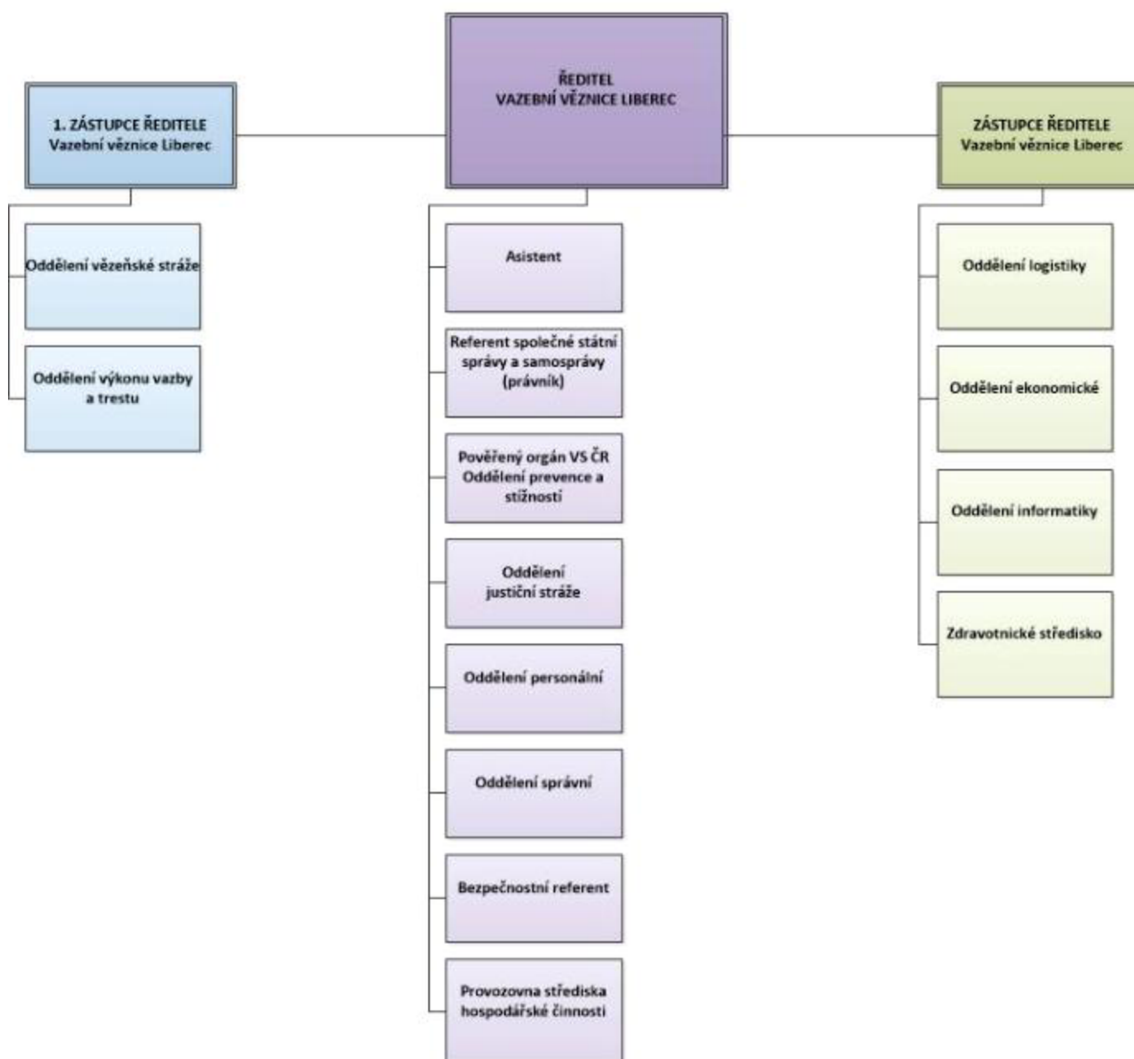 ŘEDITEL
VAZEBNÍ VĚZNICE LIBEREC
1. ZÁSTUPCE ŘEDITELE
Vazební věznice Liberec
ZÁSTUPCE ŘEDITELE
Vazební věznice Liberec
Oddělení vězeňské stráže
Oddělení výkonu vazby
a trestu
Asistent
Referent společné státní
správy a samosprávy
(právník)
Pověřený orgán VS ČR
Oddělení prevence a
stížností
Oddělení
justiční stráže
Oddělení personální
Oddělení správní
Bezpečnostní referent
Provozovna střediska
hospodářské činnosti
Oddělení logistiky
Oddělení ekonomické
Oddělení informatiky
Zdravotnické středisko